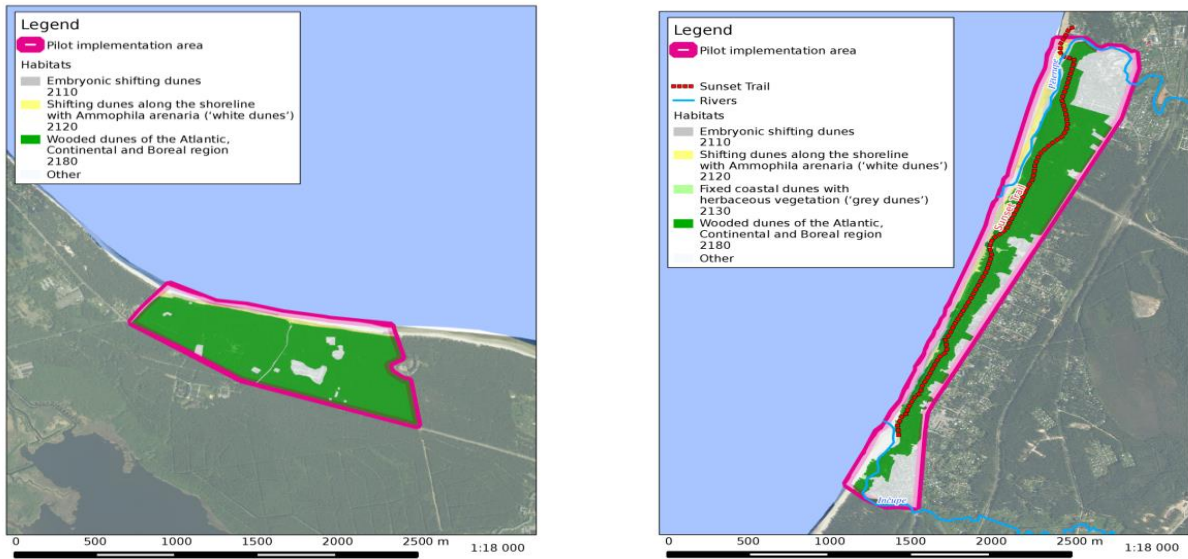 Legend
Pilot implementation area
Habitats
Embryonic shifting dunes
2110
Shifting dunes along the shoreline
with Ammophila arenaria ('white dunes')
2120
Wooded dunes of the Atlantic,
Continental and Boreal region
2180
Other
0 500 1000 1500 2000 2500 m
1:18 000
Legend
Pilot implementation area
Sunset Trail
Rivers
Habitats
Embryonic shifting dunes
2110
Shifting dunes along the shoreline
with Ammophila arenaria ('white dunes')
2120
Fixed coastal dunes with
herbaceous vegetation ('grey dunes')
2130
Wooded dunes of the Atlantic,
Continental and Boreal region
2180
Other
Sunset Trail
Inčupe
0 500 1000 1500 2000 2500 m
1:18 000